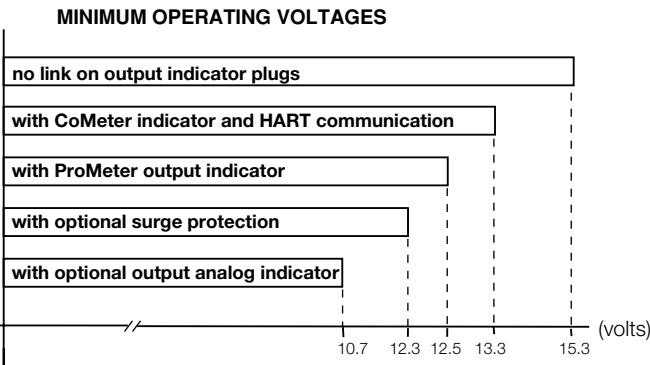 MINIMUM OPERATING VOLTAGES
no link on output indicator plugs
with CoMeter indicator and HART communication
with ProMeter output indicator
with optional surge protection
with optional output analog indicator
(volts)
10.7 12.3 12.5 13.3 15.3